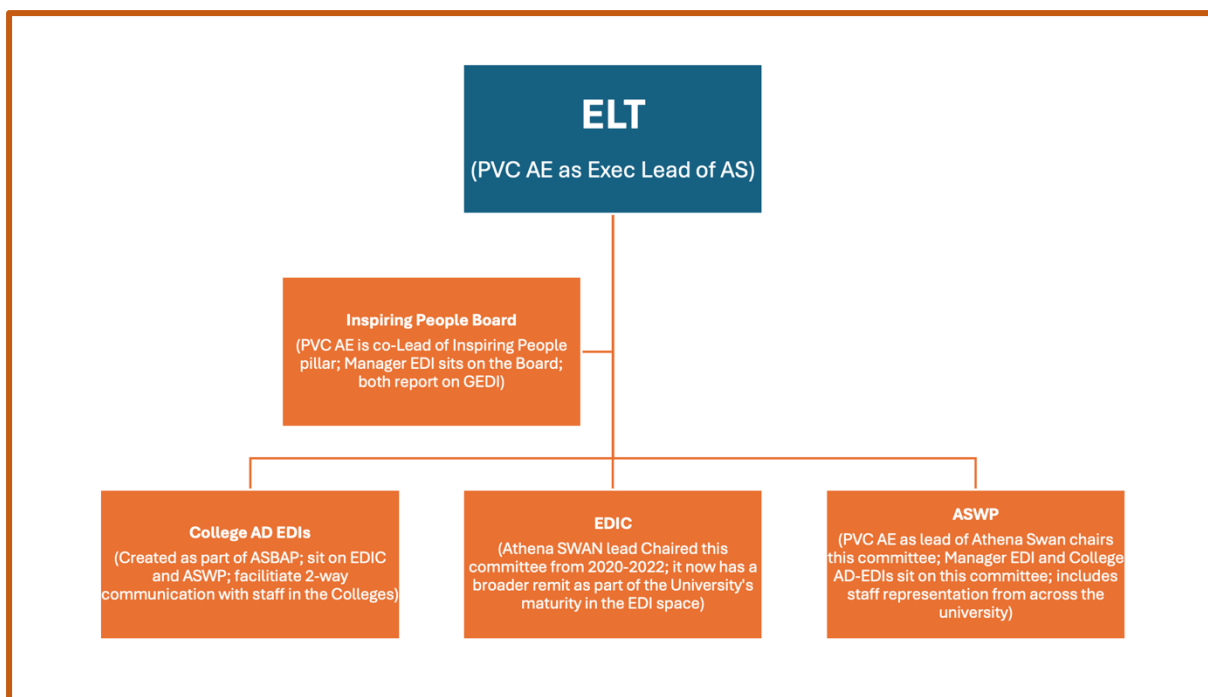 ELT
(PVC AE as Exec Lead of AS)
Inspiring People Board
(PVC AE is co-Lead of Inspiring People
pillar; Manager EDI sits on the Board;
both report on GEDI)
College AD EDIs
(Created as part of ASBAP; sit on EDIC
and ASWP; facilitiate 2-way
communication with staff in the Colleges)
EDIC
(Athena SWAN lead Chaired this
committee from 2020-2022; it now has a
broader remit as part of the University's
maturity in the EDI space)
ASWP
(PVC AE as lead of Athena Swan chairs
this committee; Manager EDI and College
AD-EDIs sit on this committee; includes
staff representation from across the
university)